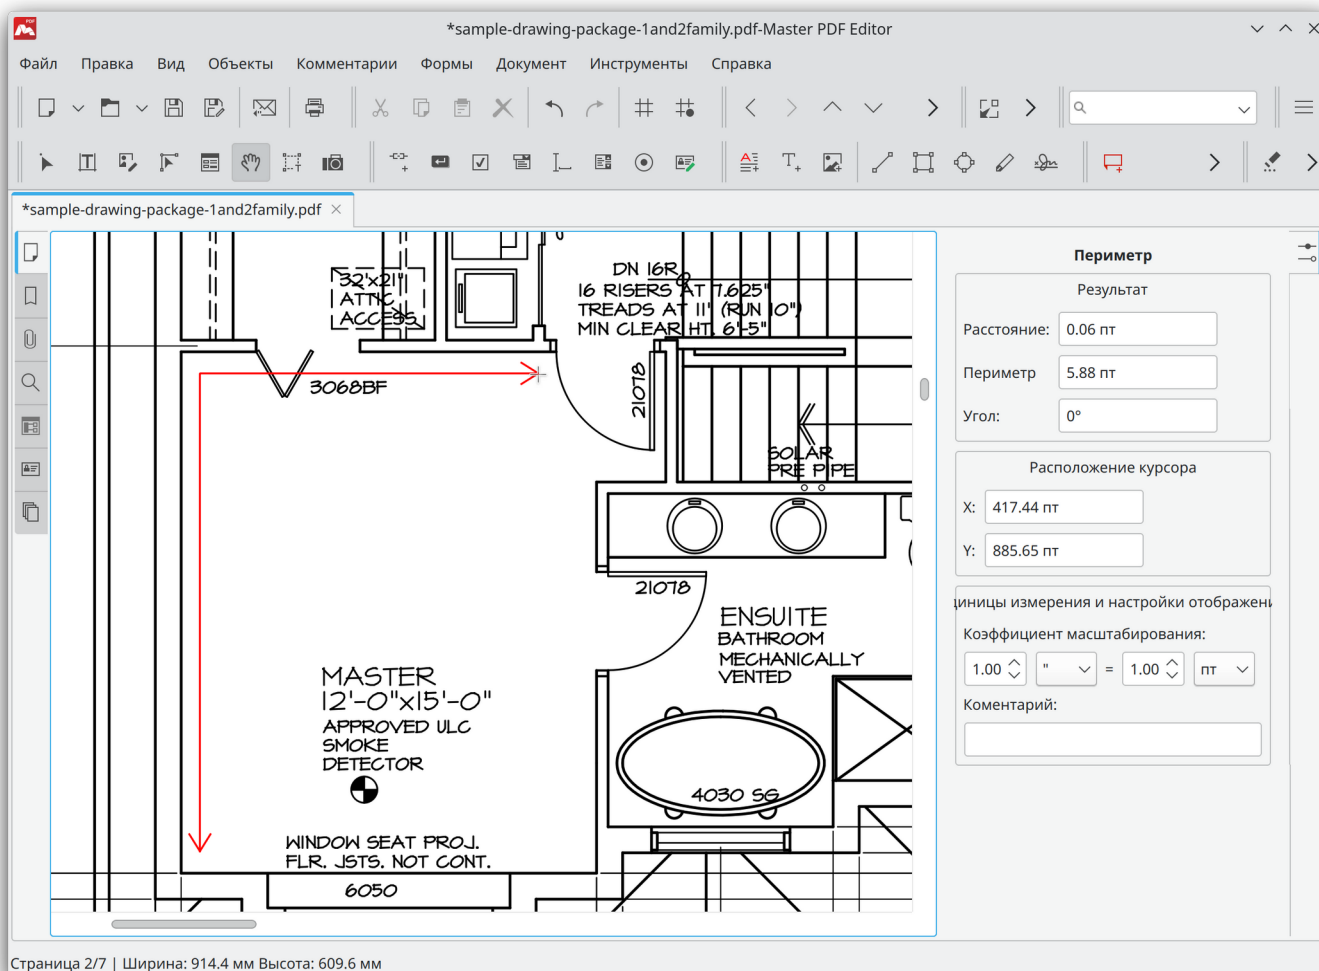 *sample-drawing-package-1and2family.pdf-Master PDF Editor
Файл Правка Вид Объекты Комментарии Формы Документ Инструменты Справка
*sample-drawing-package-1and2family.pdf
32'x21"
ATTIC
ACCESS
DN 16R
16 RISERS AT 7.625"
TREADS AT 11" (RUN 10")
MIN CLEAR HT. 6'-5"
3068BF
21078
SOLAR
PRE PIPE
21078
ENSUITE
BATHROOM
MECHANICALLY
VENTED
MASTER
12'-0"x15'-0"
APPROVED ULC
SMOKE
DETECTOR
4030 SG
WINDOW SEAT PROJ.
FLR. JSTS. NOT CONT.
6050
Периметр
Результат
Расстояние: 0.06 пт
Периметр 5.88 пт
Угол: 0°
Расположение курсора
X: 417.44 пт
Y: 885.65 пт
диницы измерения и настройки отображени
Коэффициент масштабирования:
1.00 " = 1.00 пт
Коментарий:
Страница 2/7 | Ширина: 914.4 мм Высота: 609.6 мм